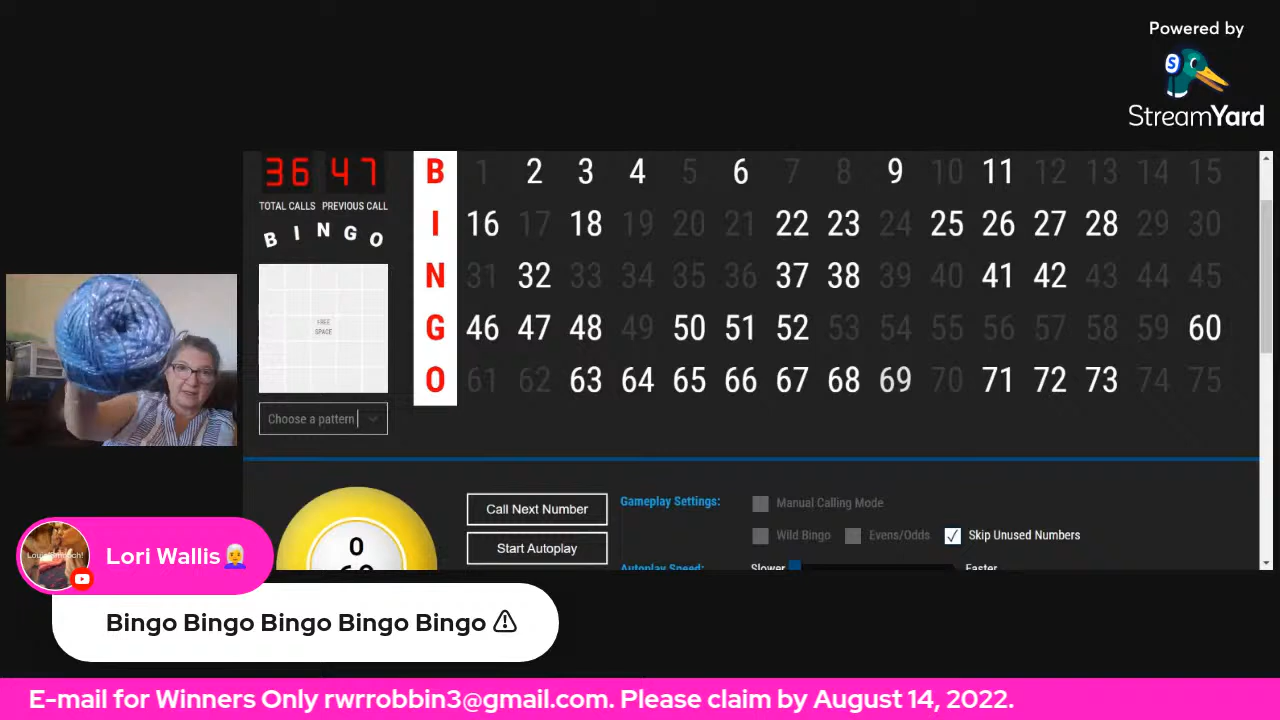 Powered by
StreamYard
36 47
TOTAL CALLS PREVIOUS CALL
B I N G O
FREE
SPACE
Choose a pattern
B 1 2 3 4 5 6 7 8 9 10 11 12 13 14 15
I 16 17 18 19 20 21 22 23 24 25 26 27 28 29 30
N 31 32 33 34 35 36 37 38 39 40 41 42 43 44 45
G 46 47 48 49 50 51 52 53 54 55 56 57 58 59 60
O 61 62 63 64 65 66 67 68 69 70 71 72 73 74 75
O
Call Next Number
Start Autoplay
Gameplay Settings:
Manual Calling Mode
Wild Bingo Evens/Odds Skip Unused Numbers
Autoplay Speed: Slower Faster
Lori Wallis
Bingo Bingo Bingo Bingo Bingo ⚠
E-mail for Winners Only rwrrobbin3@gmail.com. Please claim by August 14, 2022.